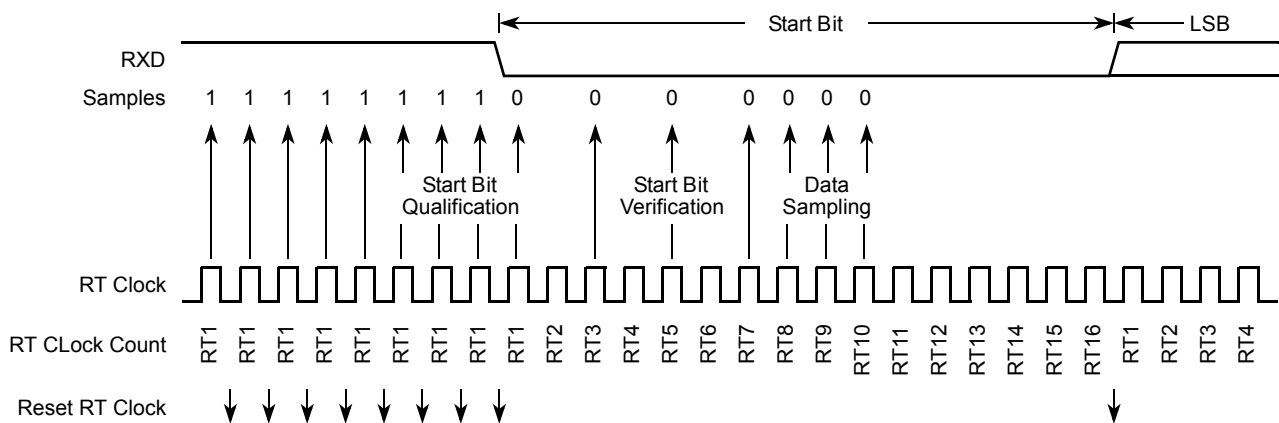 Start Bit
LSB
RXD
Samples 1 1 1 1 1 1 1 1 0 0 0 0 0 0 0
Start Bit
Qualification
Start Bit
Verification
Data
Sampling
RT Clock
RT CLock Count RT1 RT1 RT1 RT1 RT1 RT1 RT1 RT1 RT1 RT2 RT3 RT4 RT5 RT6 RT7 RT8 RT9 RT10 RT11 RT12 RT13 RT14 RT15 RT16 RT1 RT2 RT3 RT4
Reset RT Clock